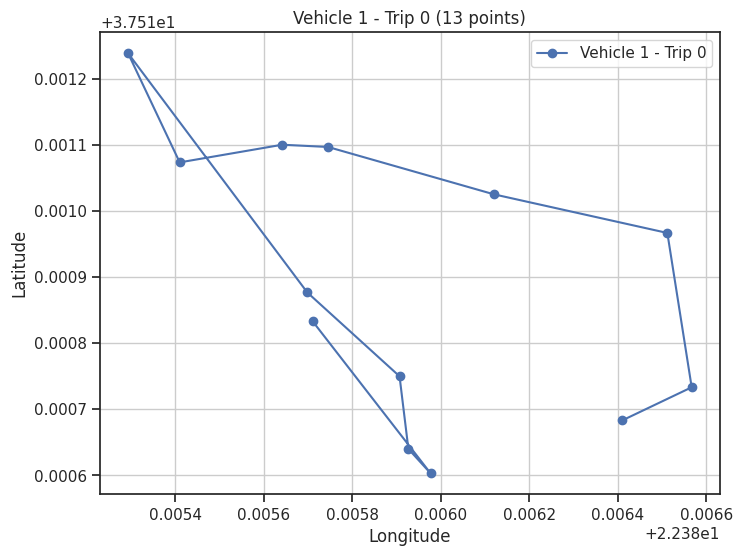 Vehicle 1 - Trip 0 (13 points)
+3.751e1
Vehicle 1 - Trip 0
0.0012
0.0011
0.0010
0.0009
0.0008
0.0007
0.0006
Latitude
0.0054 0.0056 0.0058 0.0060 0.0062 0.0064 0.0066
Longitude
+2.238e1